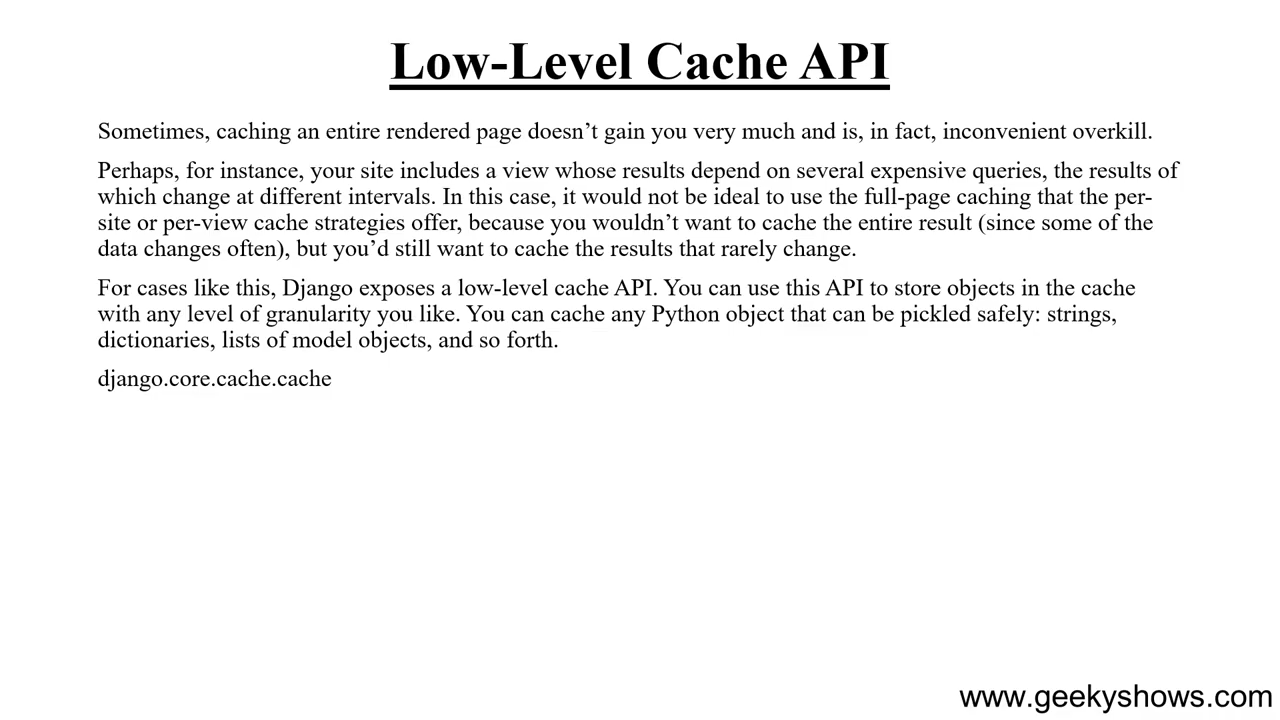 Low-Level Cache API
Sometimes, caching an entire rendered page doesn’t gain you very much and is, in fact, inconvenient overkill.
Perhaps, for instance, your site includes a view whose results depend on several expensive queries, the results of
which change at different intervals. In this case, it would not be ideal to use the full-page caching that the per-
site or per-view cache strategies offer, because you wouldn’t want to cache the entire result (since some of the
data changes often), but you’d still want to cache the results that rarely change.
For cases like this, Django exposes a low-level cache API. You can use this API to store objects in the cache
with any level of granularity you like. You can cache any Python object that can be pickled safely: strings,
dictionaries, lists of model objects, and so forth.
django.core.cache.cache
www.geekyshows.com